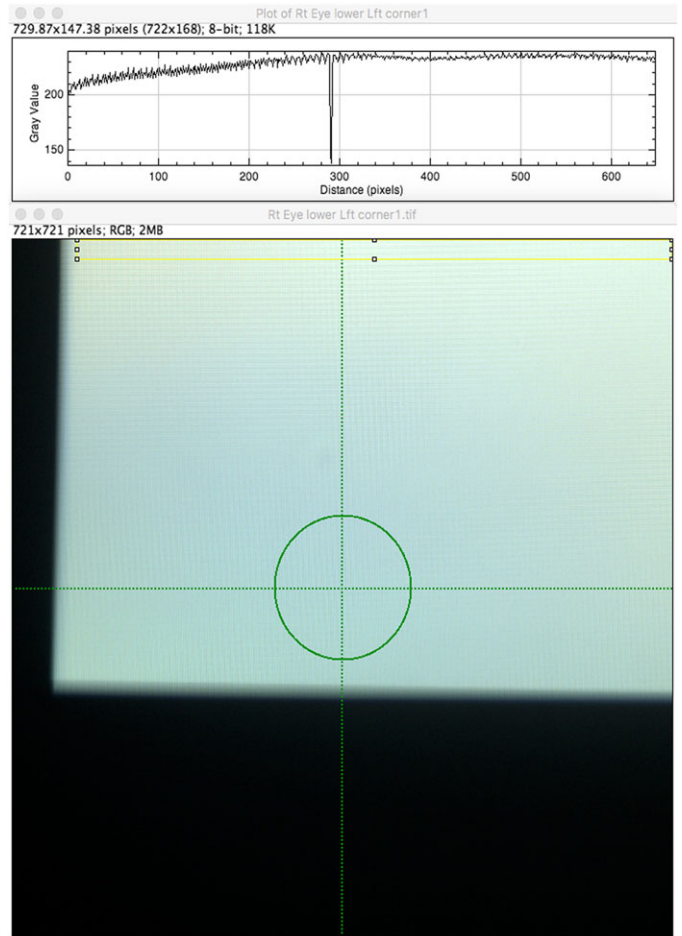 Plot of Rt Eye lower Lft corner1
729.87x147.38 pixels (722x168); 8-bit; 118K
Gray Value
200
150
0 100 200 300 400 500 600
Distance (pixels)
Rt Eye lower Lft corner1.tif
721x721 pixels; RGB; 2MB